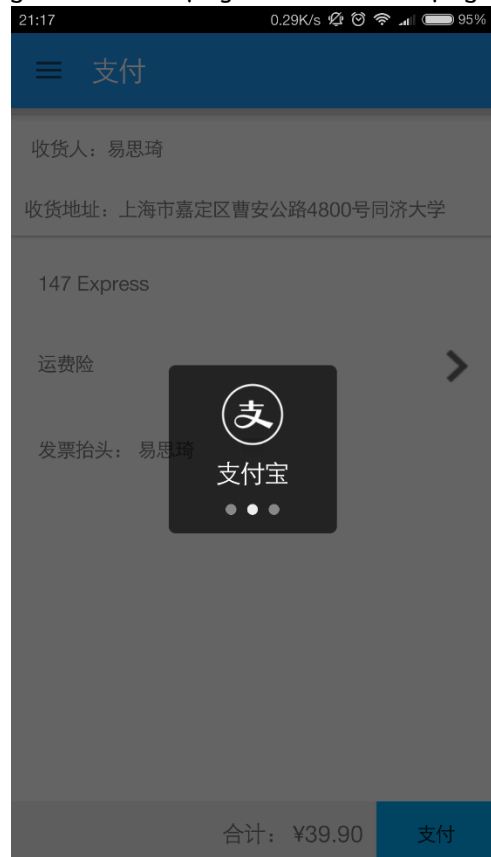 21:17 0.29K/s 95%
支付
收货人：易思琦
收货地址：上海市嘉定区曹安公路4800号同济大学
147 Express
运费险
发票抬头： 易思琦
支
支付宝
合计： ¥39.90 支付